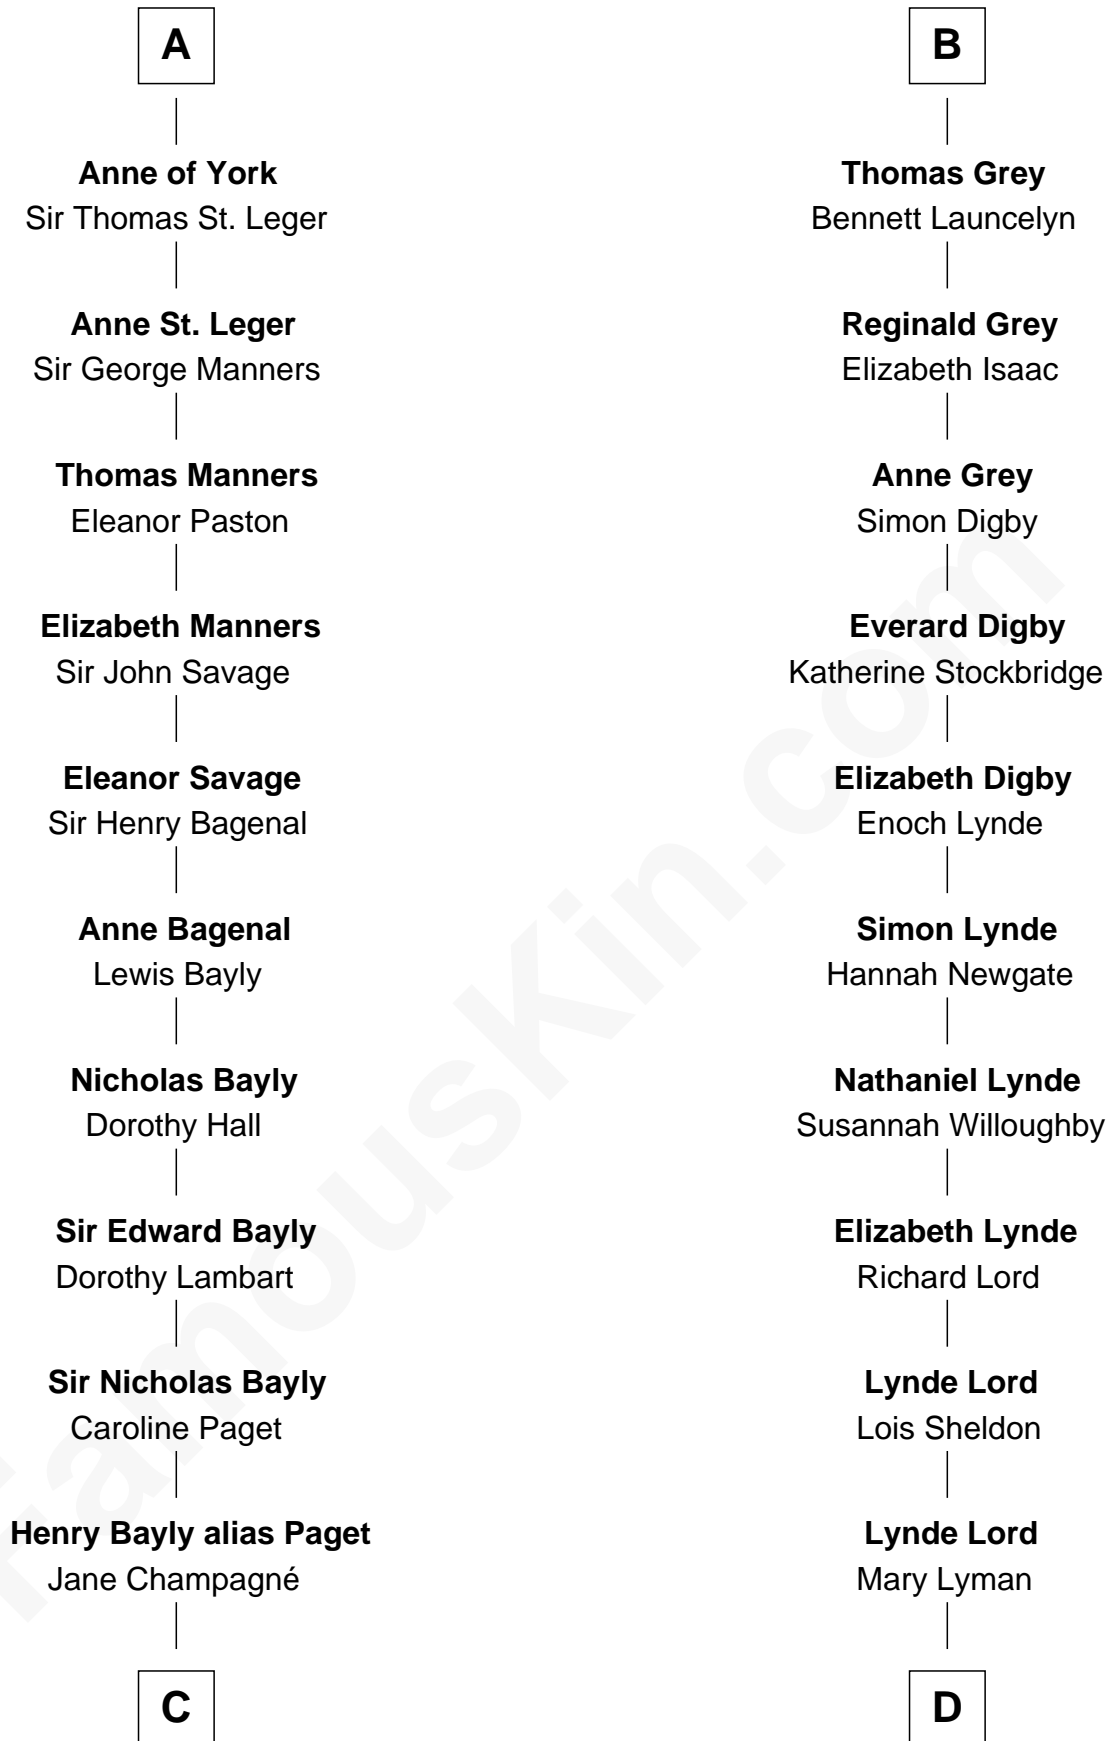 A
Anne of York
Sir Thomas St. Leger
Anne St. Leger
Sir George Manners
Thomas Manners
Eleanor Paston
Elizabeth Manners
Sir John Savage
Eleanor Savage
Sir Henry Bagenal
Anne Bagenal
Lewis Bayly
Nicholas Bayly
Dorothy Hall
Sir Edward Bayly
Dorothy Lambart
Sir Nicholas Bayly
Caroline Paget
Henry Bayly alias Paget
Jane Champagné
C
B
Thomas Grey
Bennett Launcelyn
Reginald Grey
Elizabeth Isaac
Anne Grey
Simon Digby
Everard Digby
Katherine Stockbridge
Elizabeth Digby
Enoch Lynde
Simon Lynde
Hannah Newgate
Nathaniel Lynde
Susannah Willoughby
Elizabeth Lynde
Richard Lord
Lynde Lord
Lois Sheldon
Lynde Lord
Mary Lyman
D
FamousKin.com